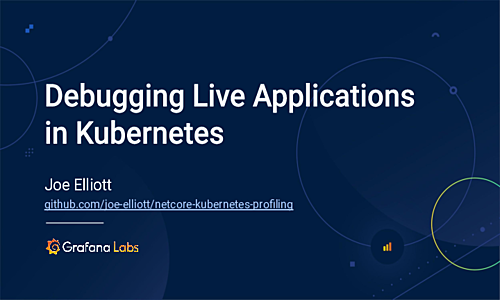 Debugging Live Applications
in Kubernetes
Joe Elliott
github.com/joe-elliott/netcore-kubernetes-profiling
Grafana Labs